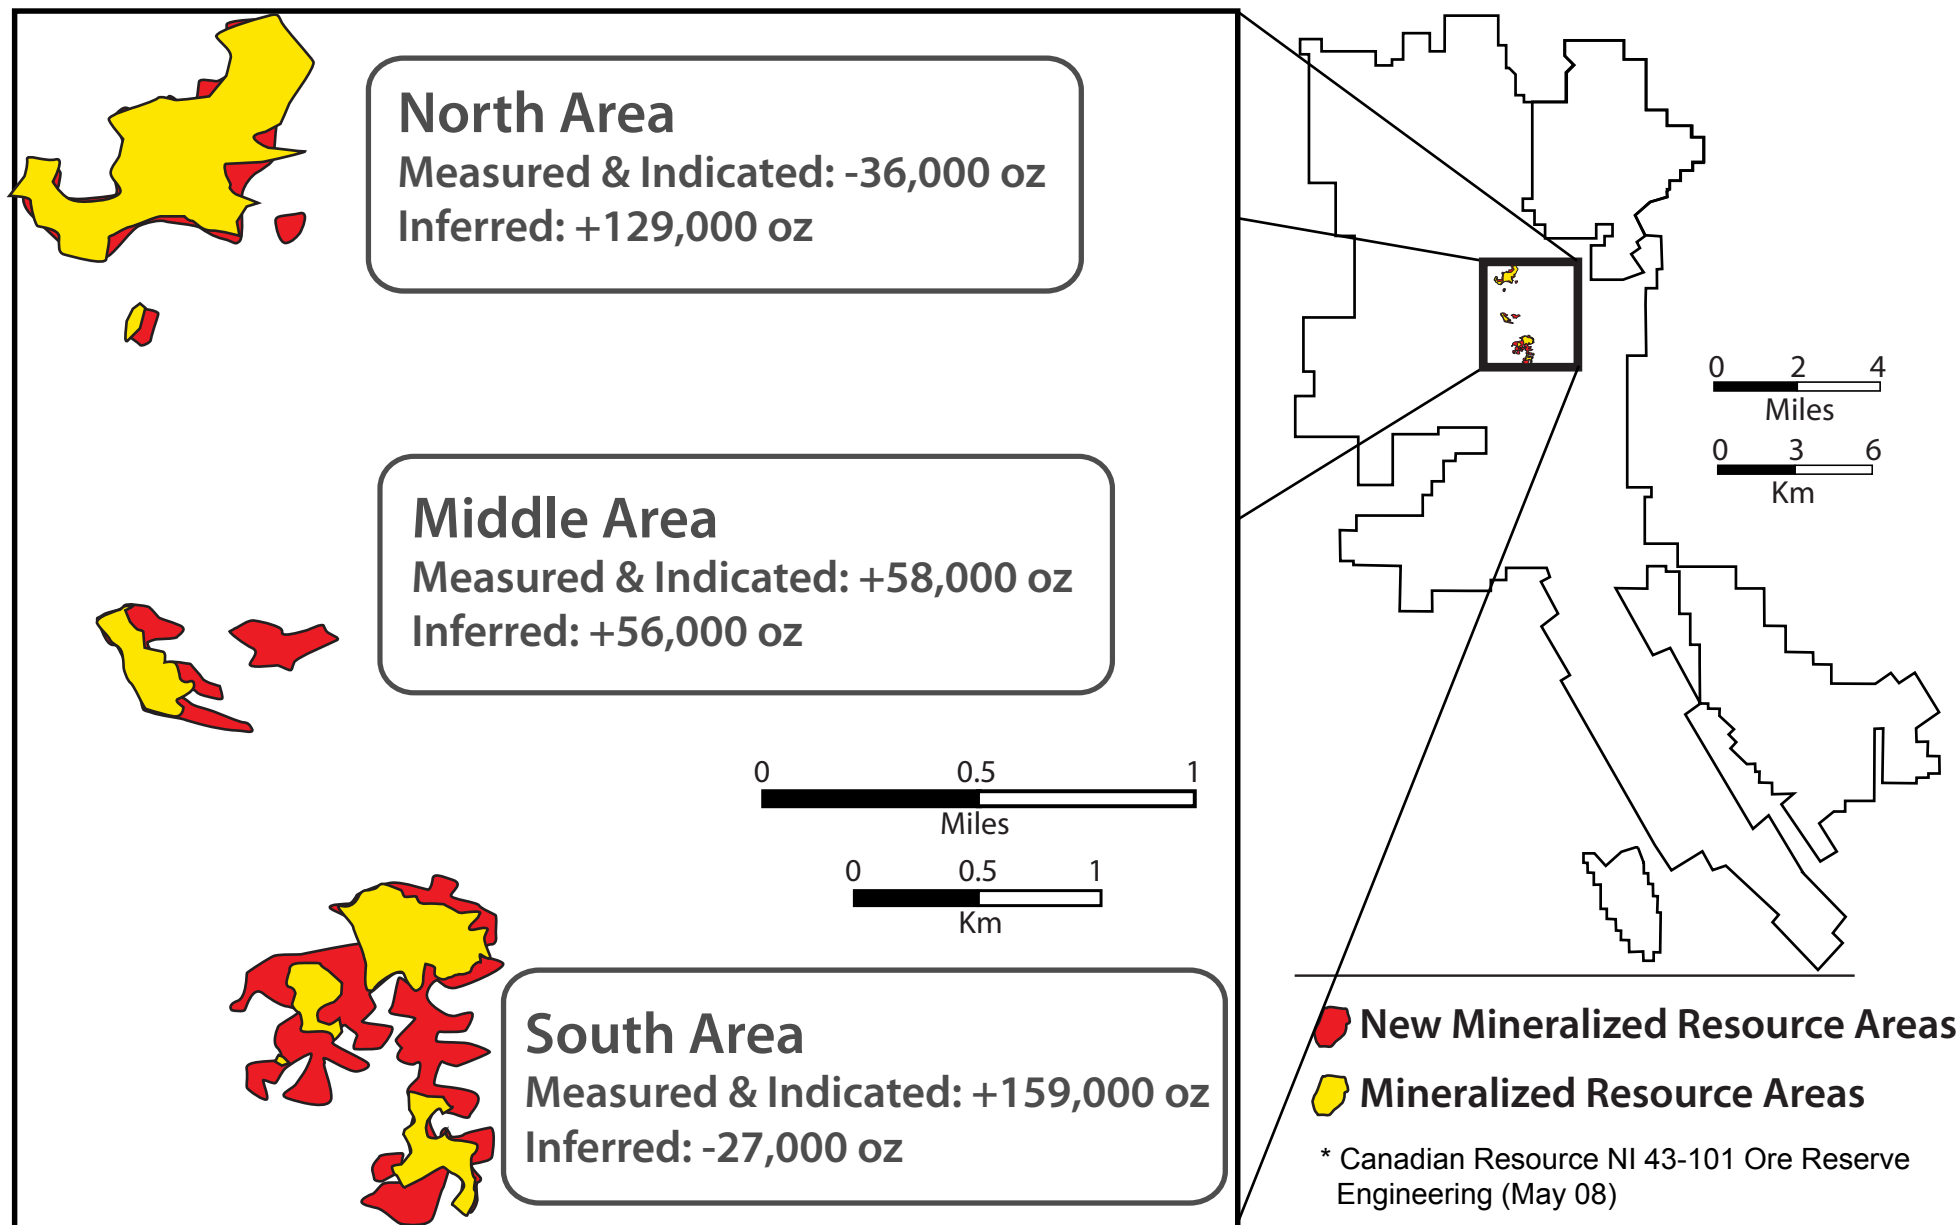 North Area
Measured & Indicated: -36,000 oz
Inferred: +129,000 oz
Middle Area
Measured & Indicated: +58,000 oz
Inferred: +56,000 oz
0 0.5 1
Miles
0 0.5 1
Km
South Area
Measured & Indicated: +159,000 oz
Inferred: -27,000 oz
0 2 4
Miles
0 3 6
Km
New Mineralized Resource Areas
Mineralized Resource Areas
* Canadian Resource NI 43-101 Ore Reserve
Engineering (May 08)